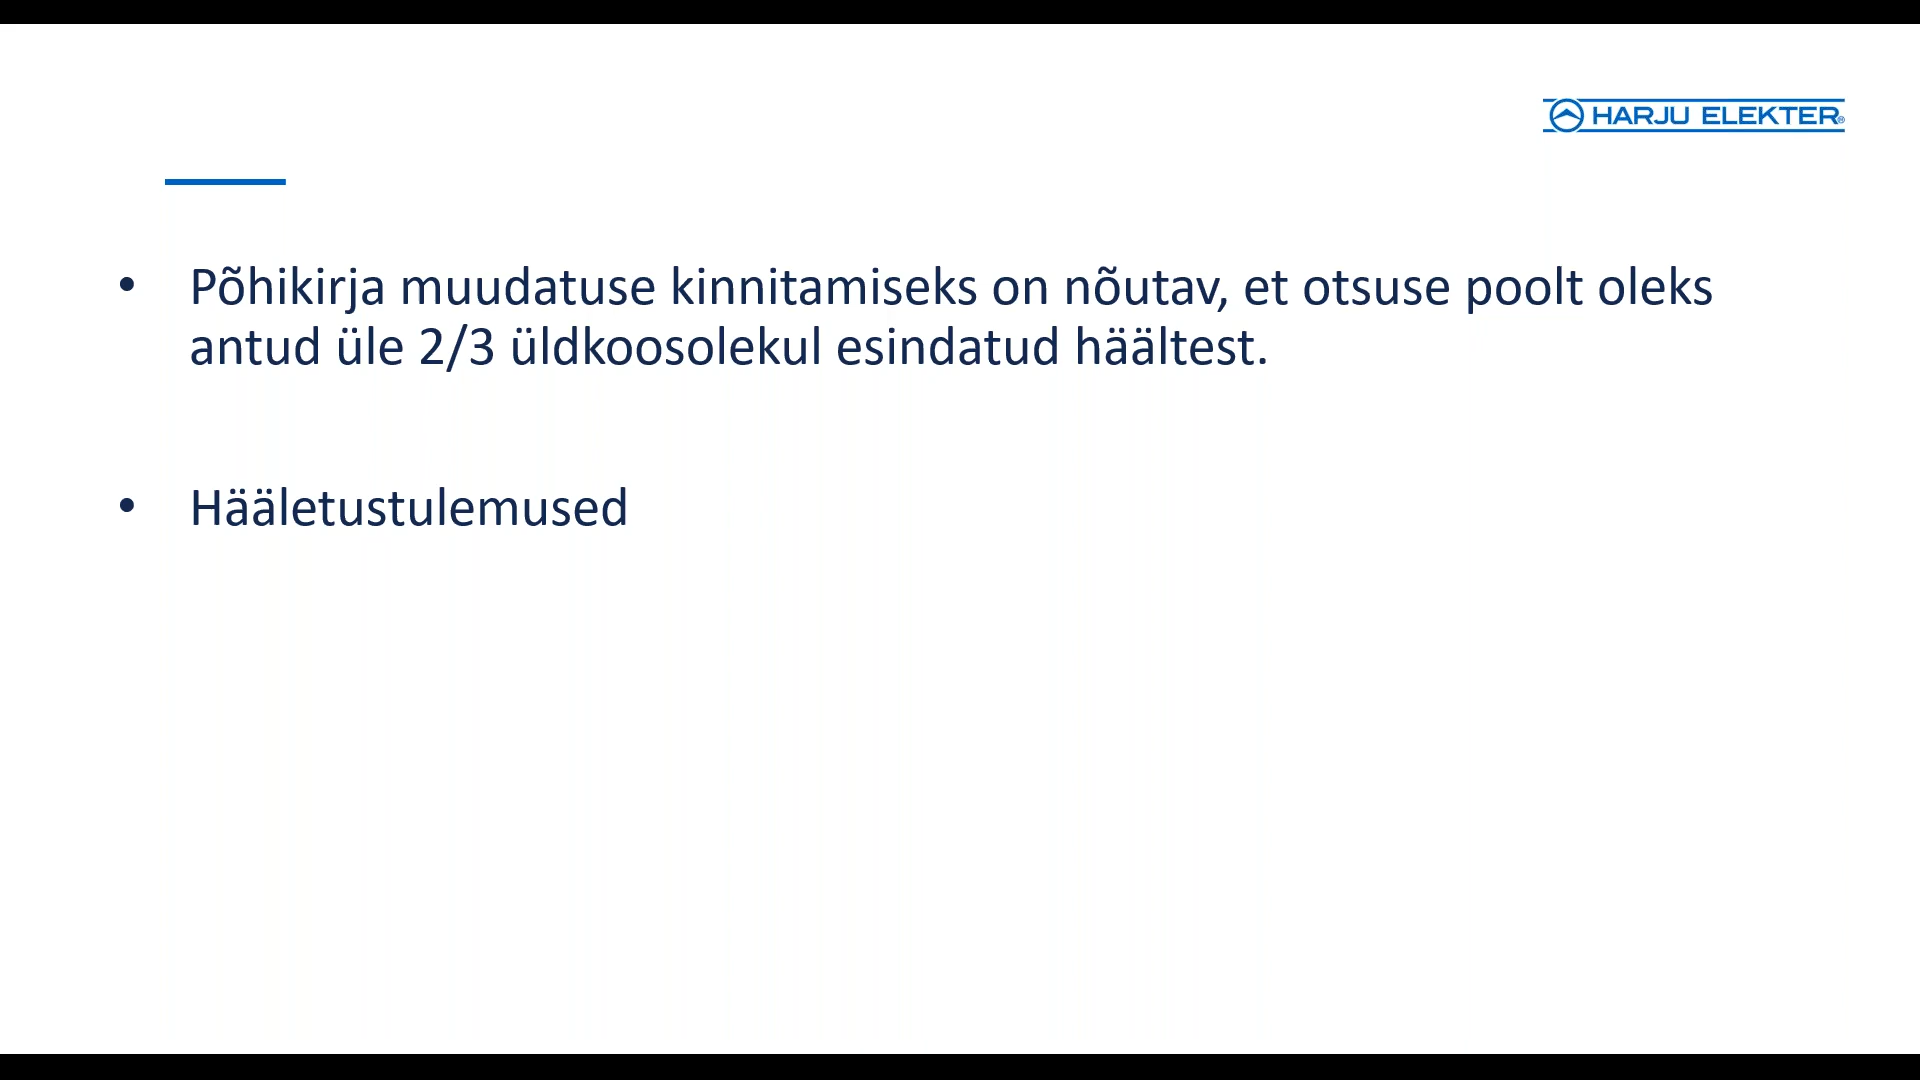 HARJU ELEKTER®
• Põhikirja muudatuse kinnitamiseks on nõutav, et otsuse poolt oleks
antud üle 2/3 üldkoosolekul esindatud häältest.
• Hääletustulemused